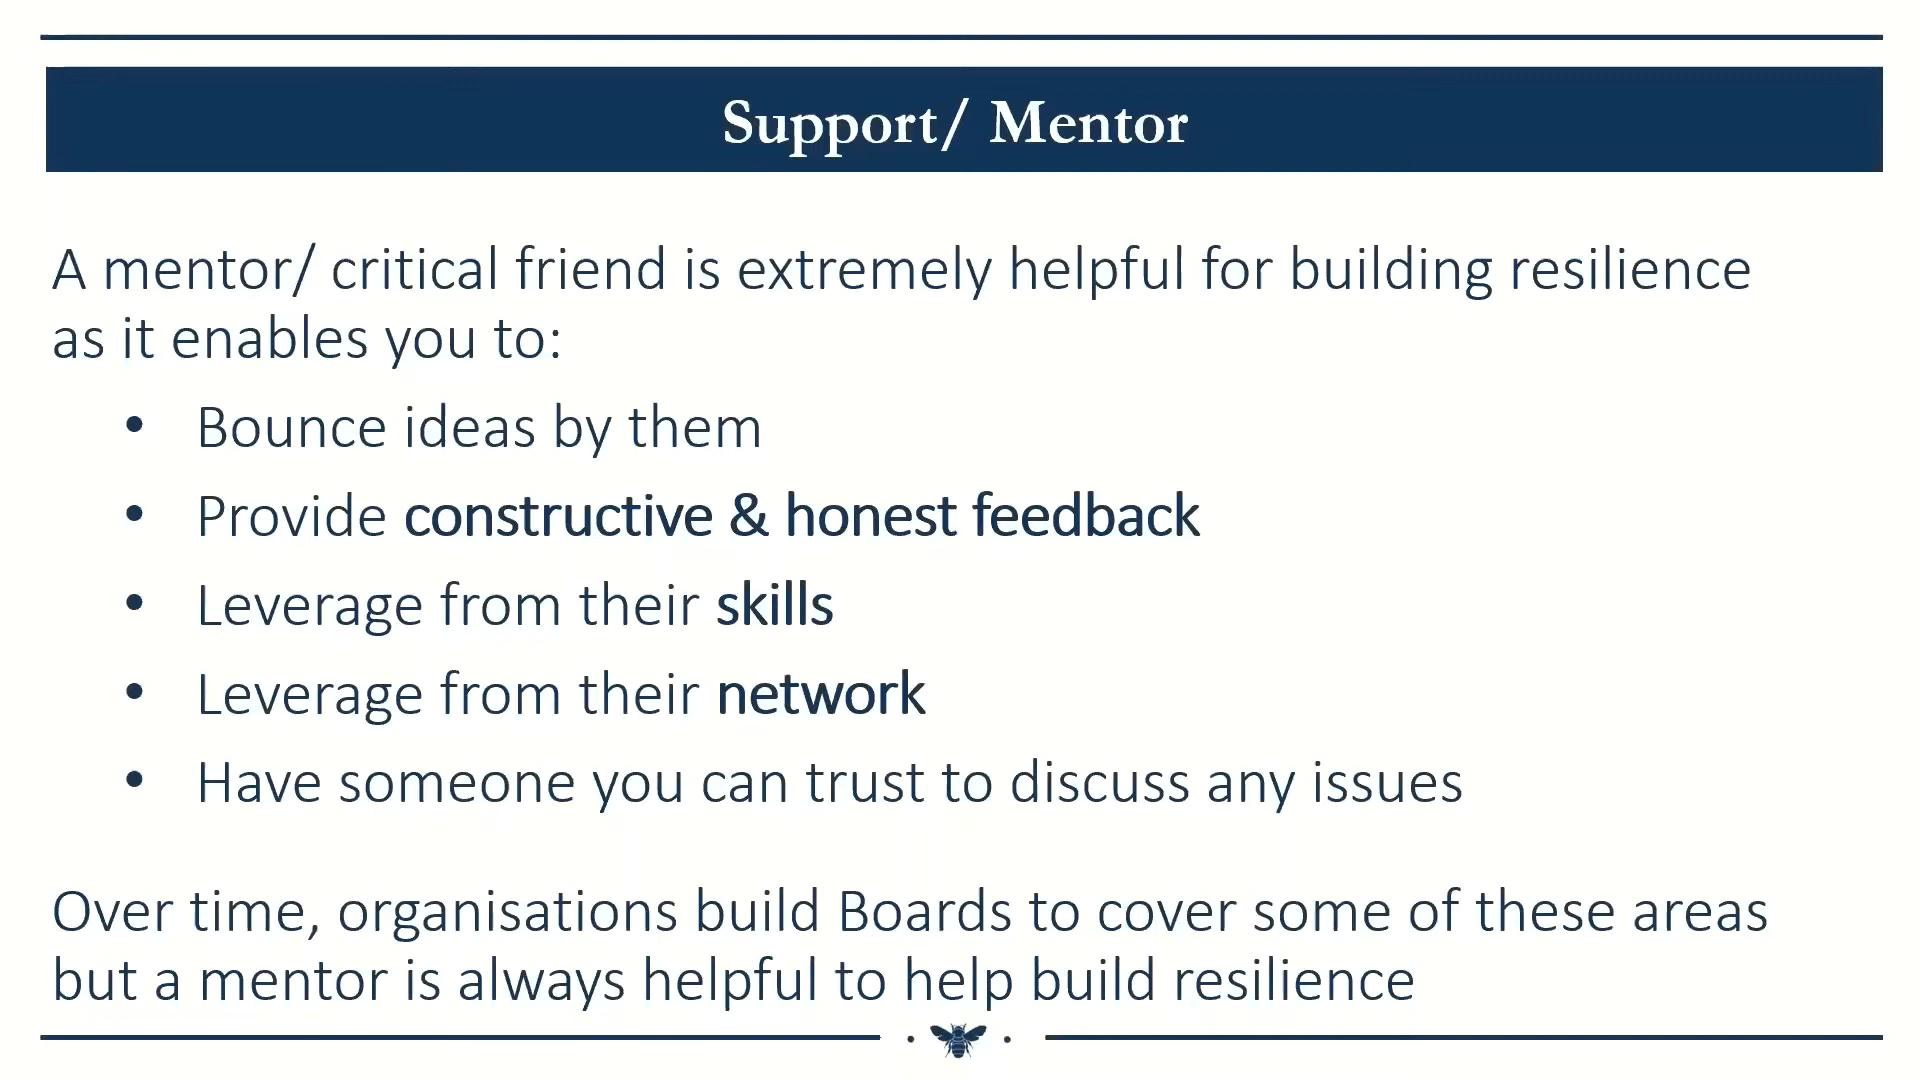 Support/ Mentor
A mentor/ critical friend is extremely helpful for building resilience
as it enables you to:
• Bounce ideas by them
• Provide constructive & honest feedback
• Leverage from their skills
• Leverage from their network
• Have someone you can trust to discuss any issues
Over time, organisations build Boards to cover some of these areas
but a mentor is always helpful to help build resilience